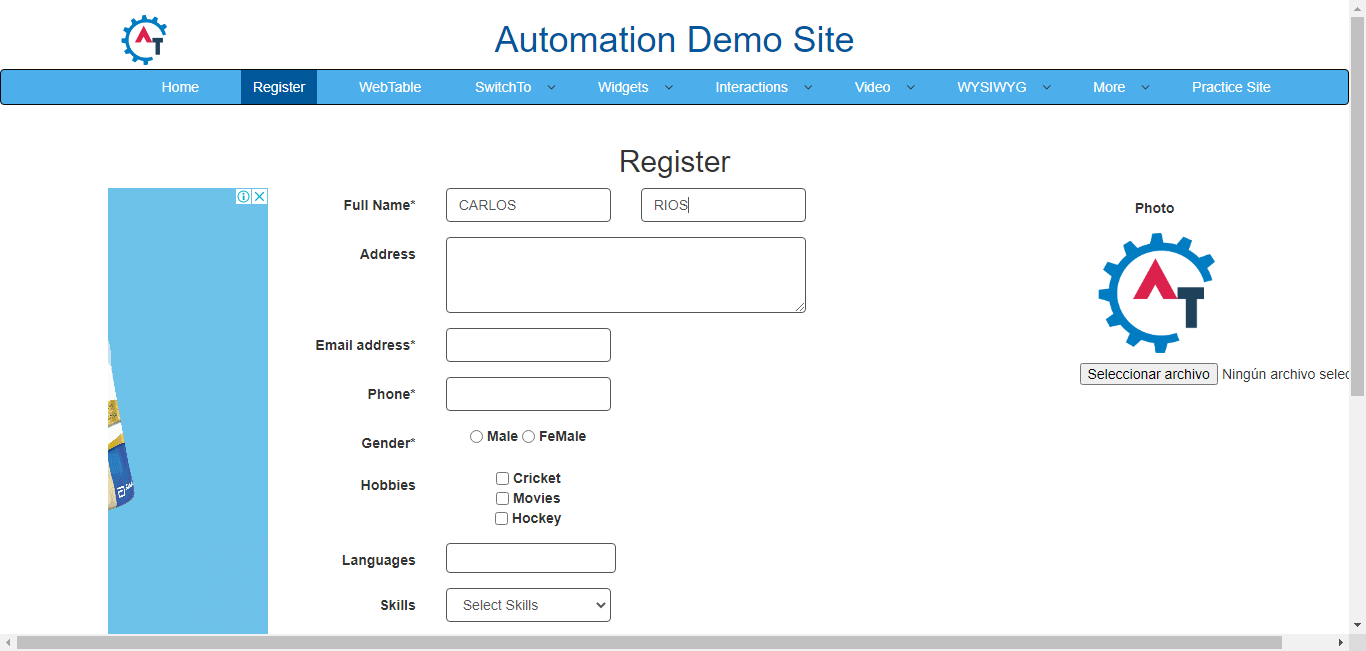 AT
Automation Demo Site
Home Register WebTable SwitchTo Widgets Interactions Video WYSIWYG More Practice Site
Register
Full Name* CARLOS RIOS
Photo
Address
AT
Email address*
Seleccionar archivo Ningún archivo selec
Phone*
Gender* Male FeMale
Hobbies Cricket
Movies
Hockey
Languages
Skills Select Skills